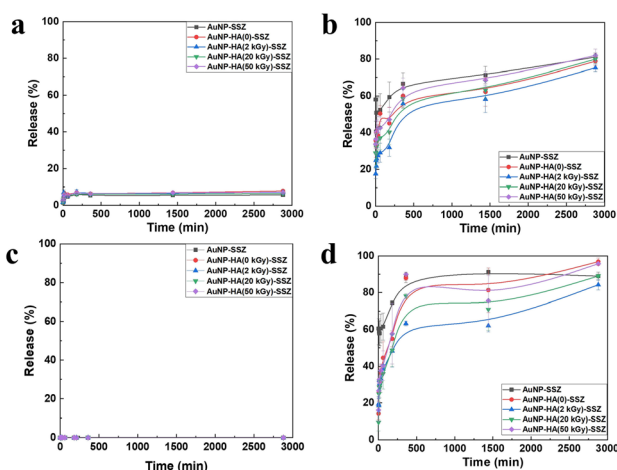 a
100
80
60
40
20
0
Release (%)
AuNP-SSZ
AuNP-HA(0)-SSZ
AuNP-HA(2 kGy)-SSZ
AuNP-HA(20 kGy)-SSZ
AuNP-HA(50 kGy)-SSZ
0 500 1000 1500 2000 2500 3000
Time (min)
b
100
80
60
40
20
0
Release (%)
AuNP-SSZ
AuNP-HA(0)-SSZ
AuNP-HA(2 kGy)-SSZ
AuNP-HA(20 kGy)-SSZ
AuNP-HA(50 kGy)-SSZ
0 500 1000 1500 2000 2500 3000
Time (min)
c
100
90
80
70
60
50
40
30
20
10
0
Release (%)
AuNP-SSZ
AuNP-HA(0 kGy)-SSZ
AuNP-HA(2 kGy)-SSZ
AuNP-HA(20 kGy)-SSZ
AuNP-HA(50 kGy)-SSZ
0 500 1000 1500 2000 2500 3000
Time (min)
d
100
80
60
40
20
0
Release (%)
AuNP-SSZ
AuNP-HA(0)-SSZ
AuNP-HA(2 kGy)-SSZ
AuNP-HA(20 kGy)-SSZ
AuNP-HA(50 kGy)-SSZ
0 500 1000 1500 2000 2500 3000
Time (min)